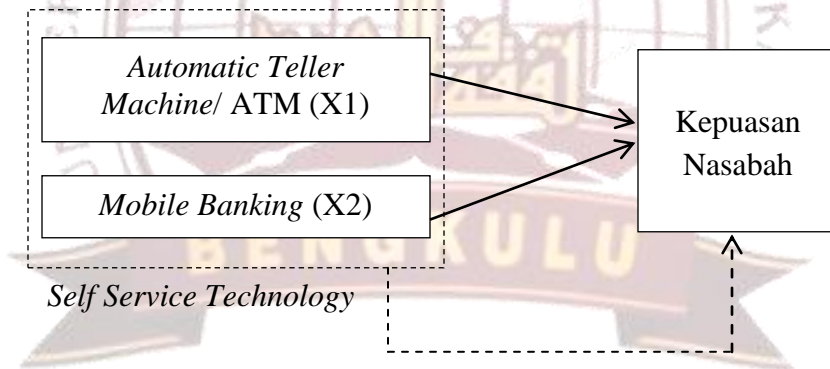 Automatic Teller
Machine/ ATM (X1)
Kepuasan
Nasabah
Mobile Banking (X2)
BENGKULU
Self Service Technology